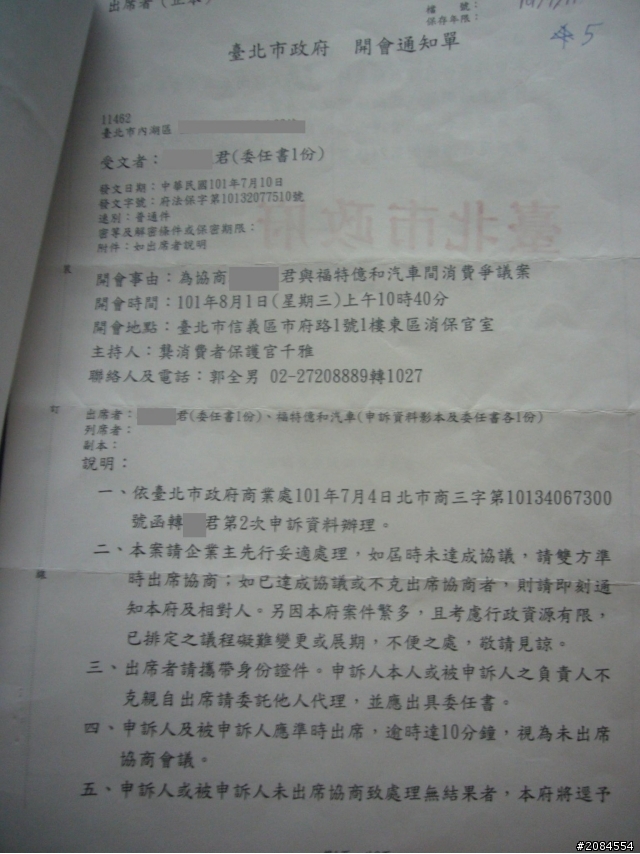 出席者(正本)
檔 號：
保存年限：
5
臺北市政府 開會通知單
11462
臺北市內湖區
受文者： 君(委任書1份)
發文日期：中華民國101年7月10日
發文字號：府法保字第10132077510號
速別：普通件
密等及解密條件或保密期限：
附件：如出席者說明
臺北市政府
開會事由：為協商 君與福特億和汽車間消費爭議案
開會時間：101年8月1日(星期三)上午10時40分
開會地點：臺北市信義區市府路1號1樓東區消保官室
主持人：龔消費者保護官千雅
聯絡人及電話：郭全男 02-27208889轉1027
訂
出席者： 君(委任書1份)、福特億和汽車(申訴資料影本及委任書各1份)
列席者：
副本：
說明：
一、依臺北市政府商業處101年7月4日北市商三字第10134067300
號函轉 君第2次申訴資料辦理。
二、本案請企業主先行妥適處理，如屆時未達成協議，請雙方準
時出席協商；如已達成協議或不克出席協商者，則請即刻通
知本府及相對人。另因本府案件繁多，且考慮行政資源有限，
已排定之議程礙難變更或展期，不便之處，敬請見諒。
三、出席者請攜帶身份證件。申訴人本人或被申訴人之負責人不
克親自出席請委託他人代理，並應出具委任書。
四、申訴人及被申訴人應準時出席，逾時達10分鐘，視為未出席
協商會議。
五、申訴人或被申訴人未出席協商致處理無結果者，本府將逕予
#2084554